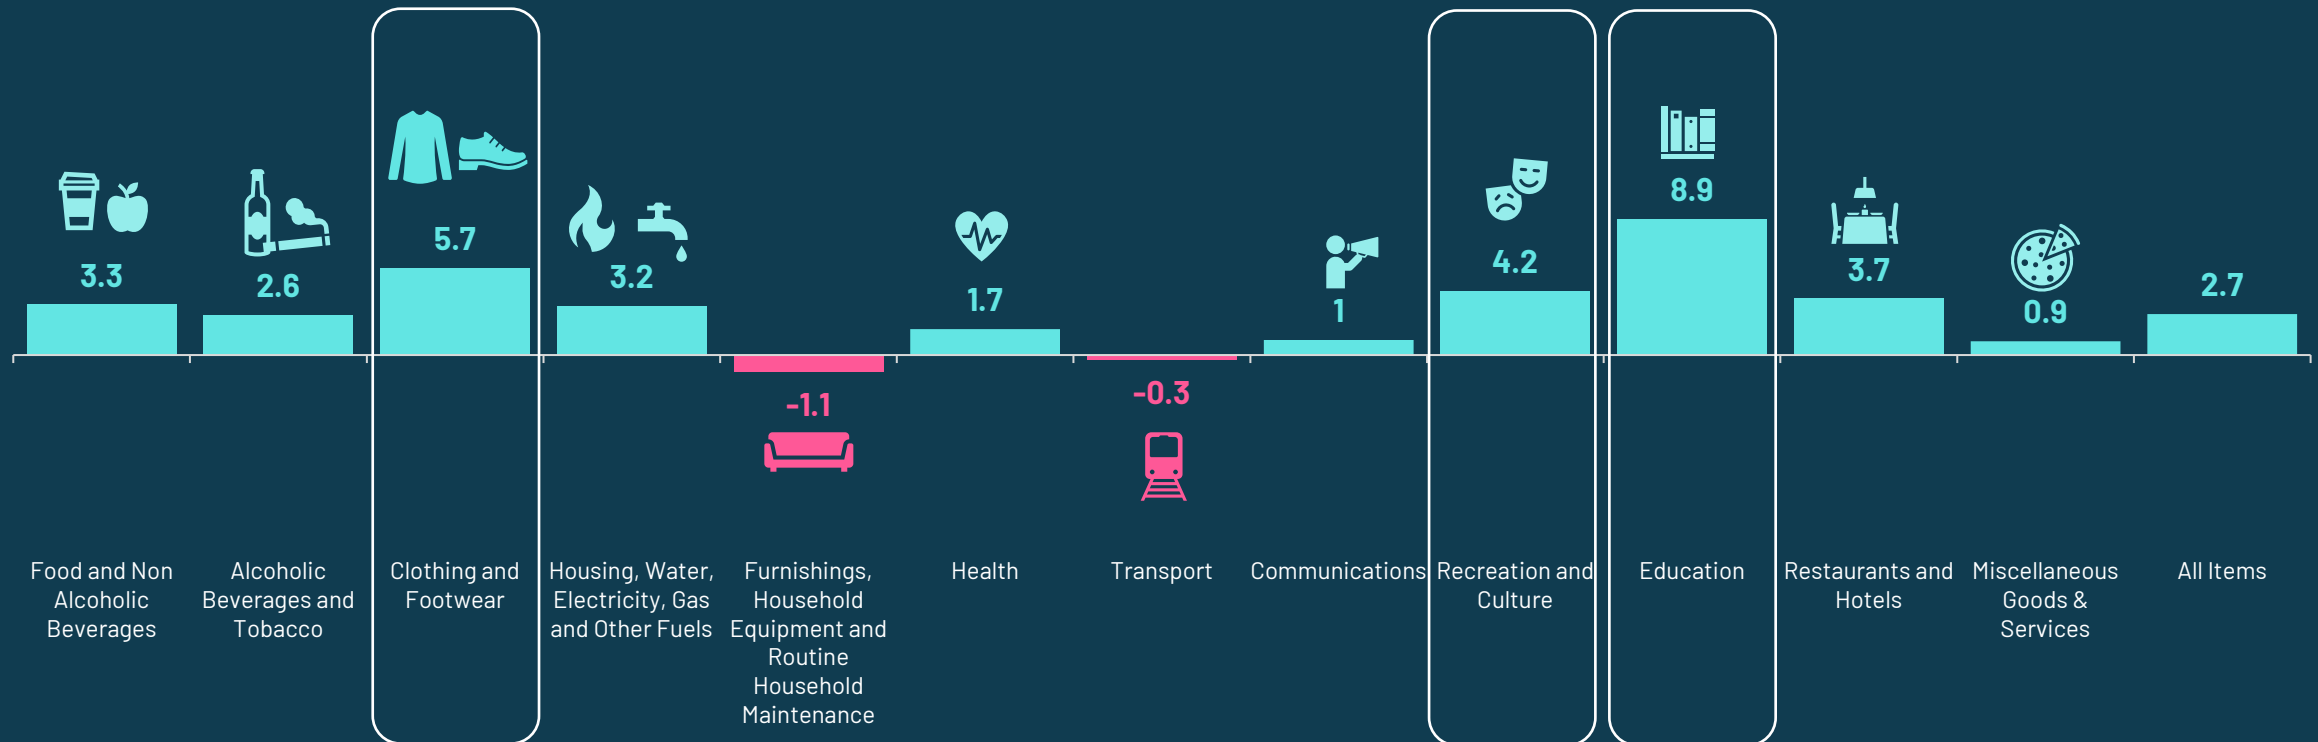 3.3
2.6
5.7
3.2
-1.1
1.7
-0.3
1
4.2
8.9
3.7
0.9
2.7
Food and Non
Alcoholic
Beverages
Alcoholic
Beverages and
Tobacco
Clothing and
Footwear
Housing, Water,
Electricity, Gas
and Other Fuels
Furnishings,
Household
Equipment and
Routine
Household
Maintenance
Health
Transport
Communications
Recreation and
Culture
Education
Restaurants and
Hotels
Miscellaneous
Goods &
Services
All Items